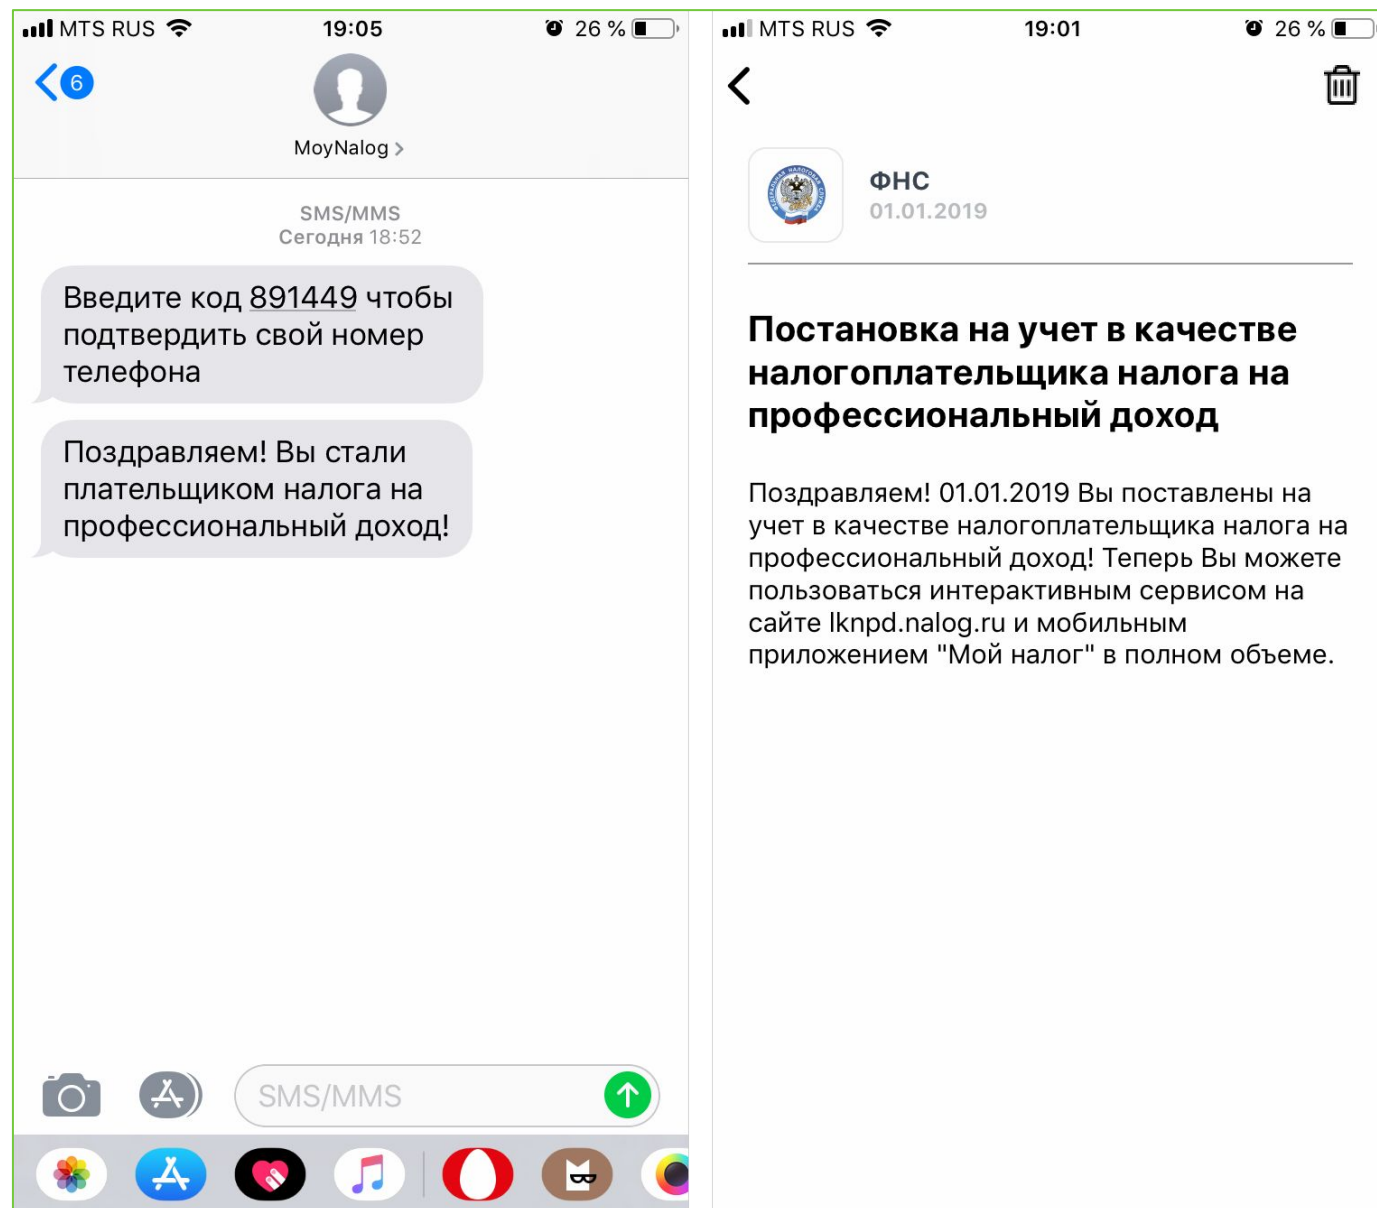 MTS RUS 19:05 26 %
6
MoyNalog
SMS/MMS
Сегодня 18:52
Введите код 891449 чтобы
подтвердить свой номер
телефона
Поздравляем! Вы стали
плательщиком налога на
профессиональный доход!
SMS/MMS
MTS RUS 19:01 26 %
ФНС
01.01.2019
Постановка на учет в качестве
налогоплательщика налога на
профессиональный доход
Поздравляем! 01.01.2019 Вы поставлены на
учет в качестве налогоплательщика налога на
профессиональный доход! Теперь Вы можете
пользоваться интерактивным сервисом на
сайте lknpd.nalog.ru и мобильным
приложением "Мой налог" в полном объеме.